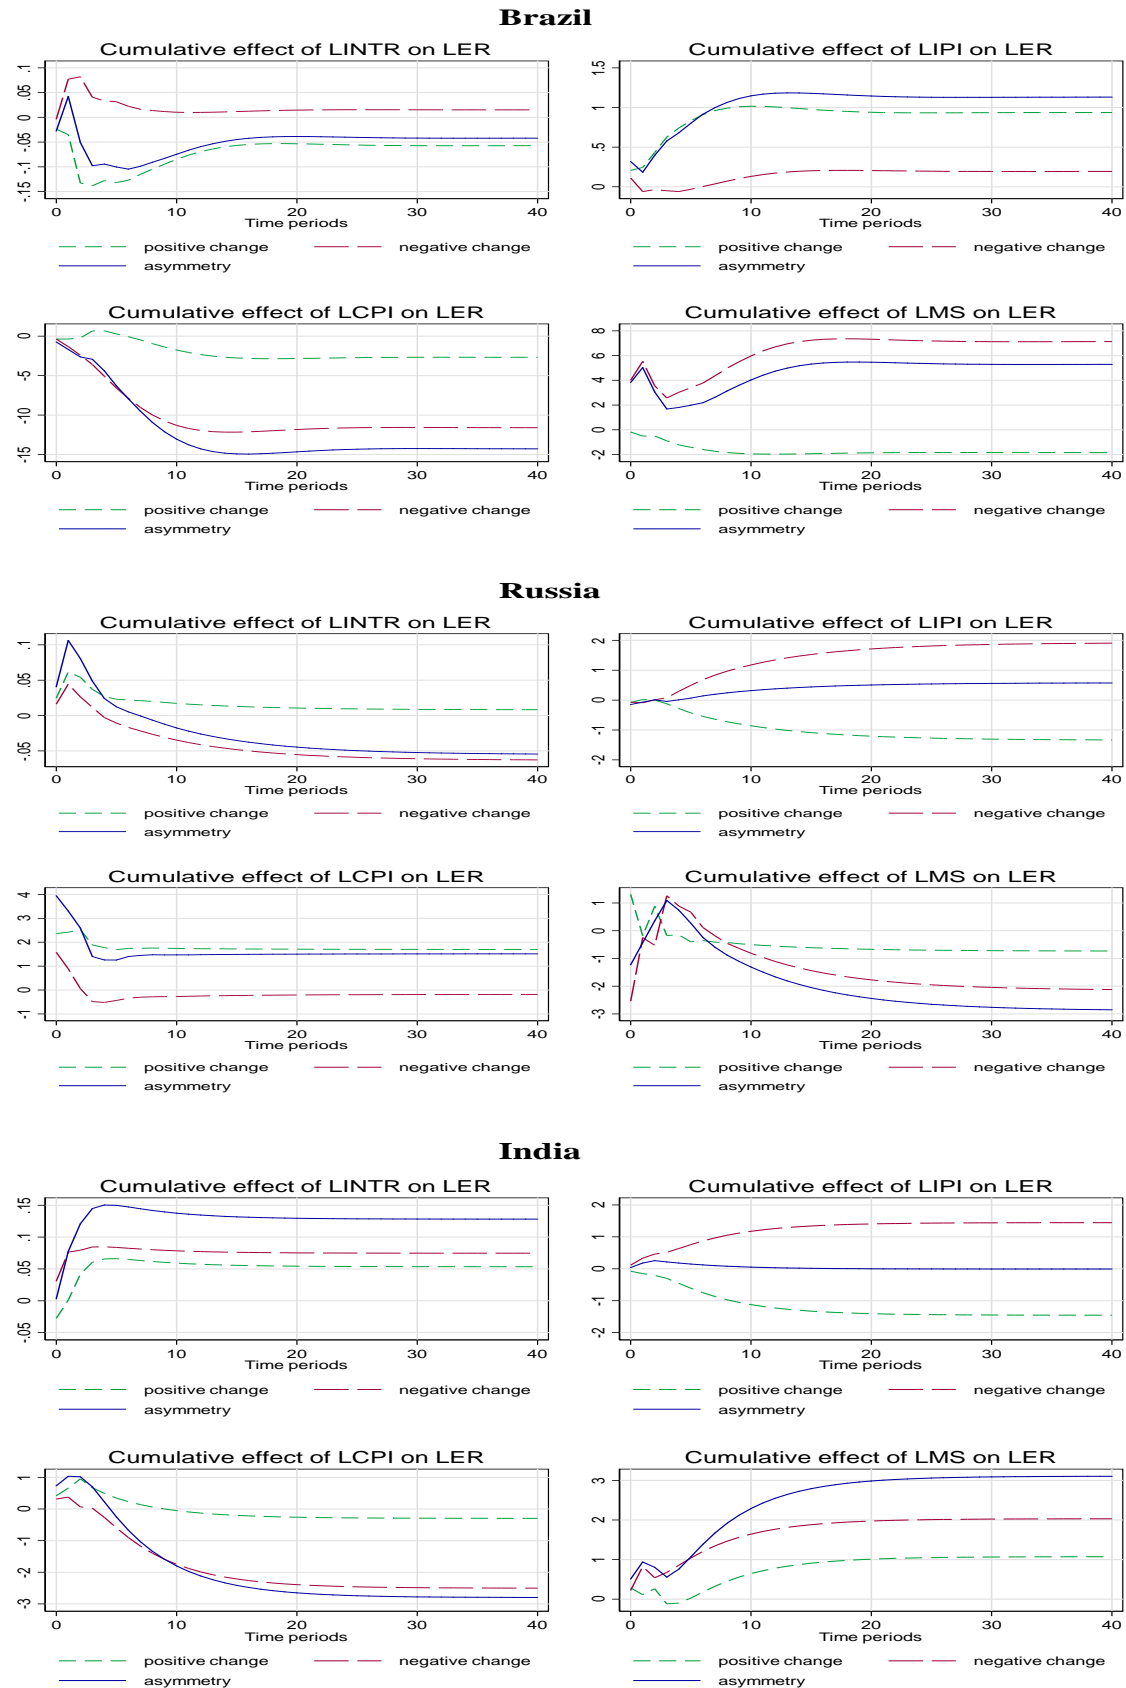 Brazil
Cumulative effect of LINTR on LER
.1
.05
0
-.05
-.1
-.15
0 10 20 30 40
Time periods
positive change negative change
asymmetry
Cumulative effect of LIPI on LER
1.5
1
.5
0
0 10 20 30 40
Time periods
positive change negative change
asymmetry
Cumulative effect of LCPI on LER
0
-5
-10
-15
0 10 20 30 40
Time periods
positive change negative change
asymmetry
Cumulative effect of LMS on LER
8
6
4
2
0
-2
0 10 20 30 40
Time periods
positive change negative change
asymmetry
Russia
Cumulative effect of LINTR on LER
.1
.05
0
-.05
0 10 20 30 40
Time periods
positive change negative change
asymmetry
Cumulative effect of LIPI on LER
2
1
0
-1
-2
0 10 20 30 40
Time periods
positive change negative change
asymmetry
Cumulative effect of LCPI on LER
4
3
2
1
0
-1
0 10 20 30 40
Time periods
positive change negative change
asymmetry
Cumulative effect of LMS on LER
1
0
-1
-2
-3
0 10 20 30 40
Time periods
positive change negative change
asymmetry
India
Cumulative effect of LINTR on LER
.15
.1
.05
0
-.05
0 10 20 30 40
Time periods
positive change negative change
asymmetry
Cumulative effect of LIPI on LER
2
1
0
-1
-2
0 10 20 30 40
Time periods
positive change negative change
asymmetry
Cumulative effect of LCPI on LER
1
0
-1
-2
-3
0 10 20 30 40
Time periods
positive change negative change
asymmetry
Cumulative effect of LMS on LER
3
2
1
0
0 10 20 30 40
Time periods
positive change negative change
asymmetry